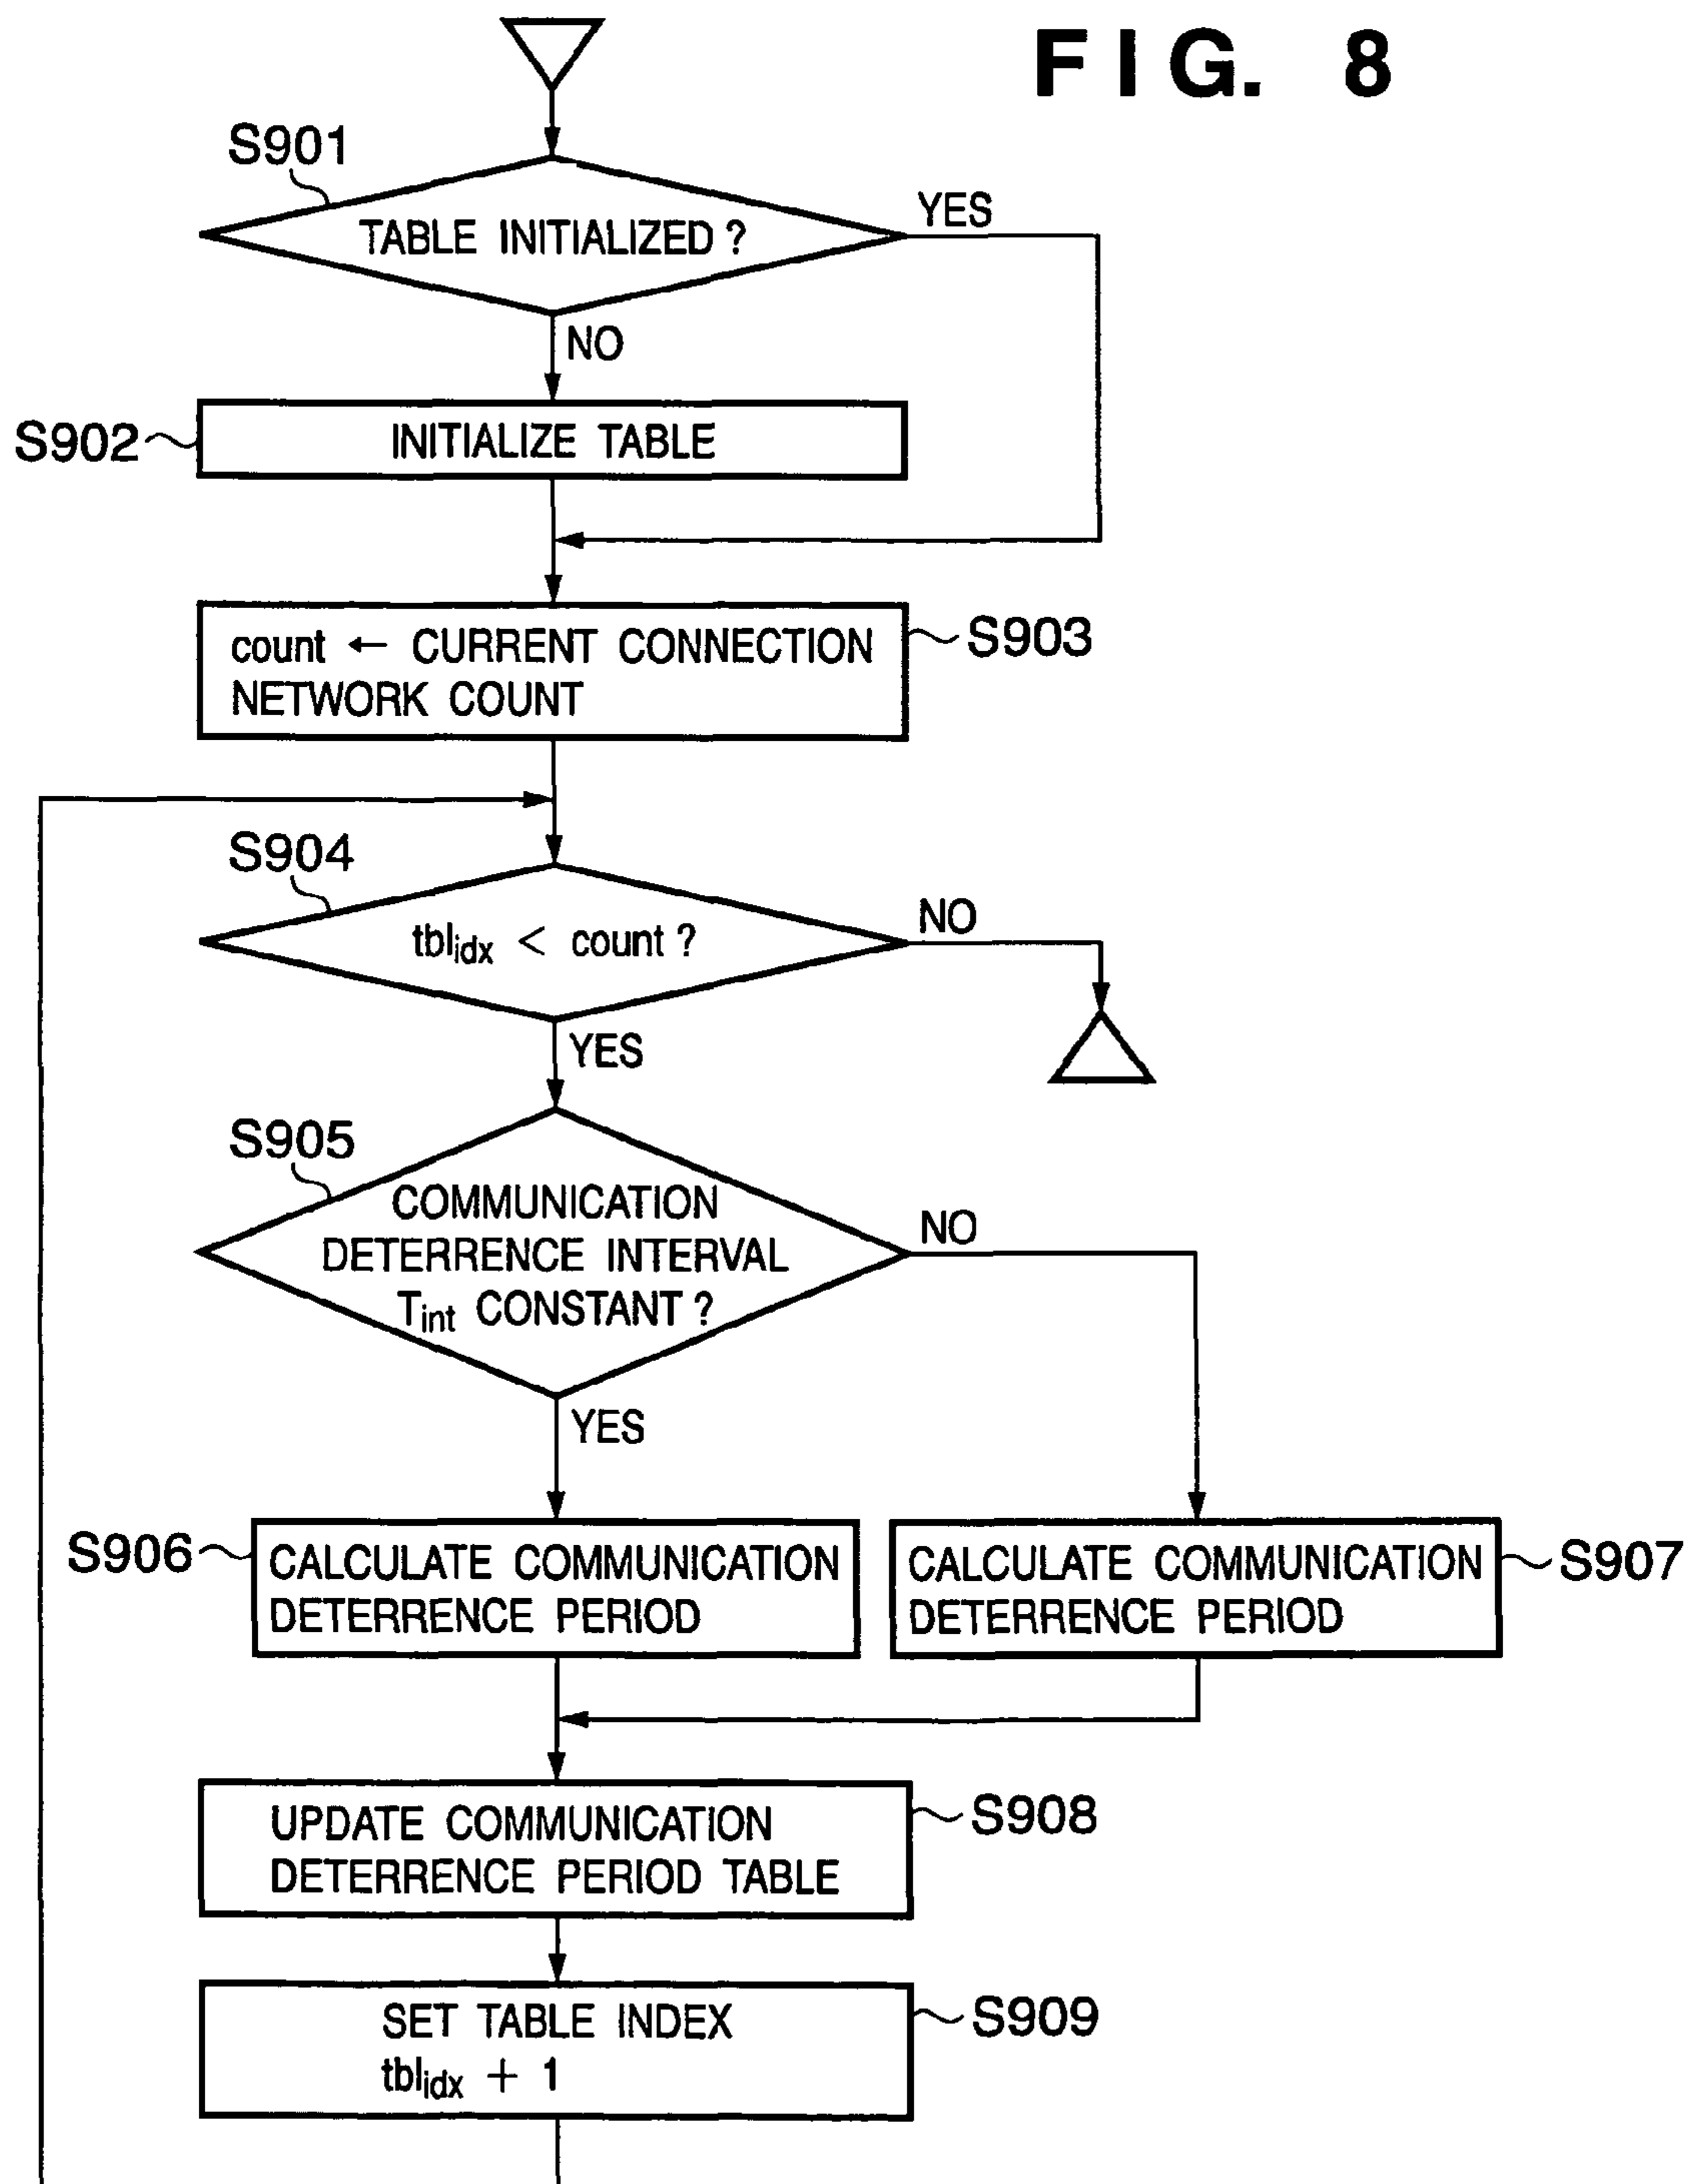 FIG. 8
S901
TABLE INITIALIZED ?
YES
NO
S902
INITIALIZE TABLE
count ← CURRENT CONNECTION
NETWORK COUNT
S903
S904
tblidx < count ?
NO
YES
S905
COMMUNICATION
DETERRENCE INTERVAL
Tint CONSTANT ?
NO
YES
S906
CALCULATE COMMUNICATION
DETERRENCE PERIOD
CALCULATE COMMUNICATION
DETERRENCE PERIOD
S907
UPDATE COMMUNICATION
DETERRENCE PERIOD TABLE
S908
SET TABLE INDEX
tblidx + 1
S909